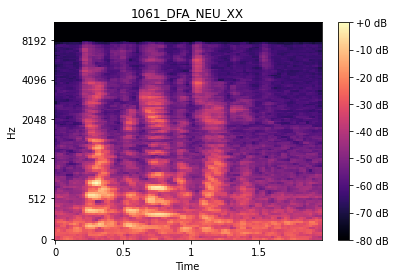 1061_DFA_NEU_XX
8192
4096
2048
1024
512
0
Hz
0
0.5
1
1.5
Time
+0 dB
-10 dB
-20 dB
-30 dB
-40 dB
-50 dB
-60 dB
-70 dB
-80 dB